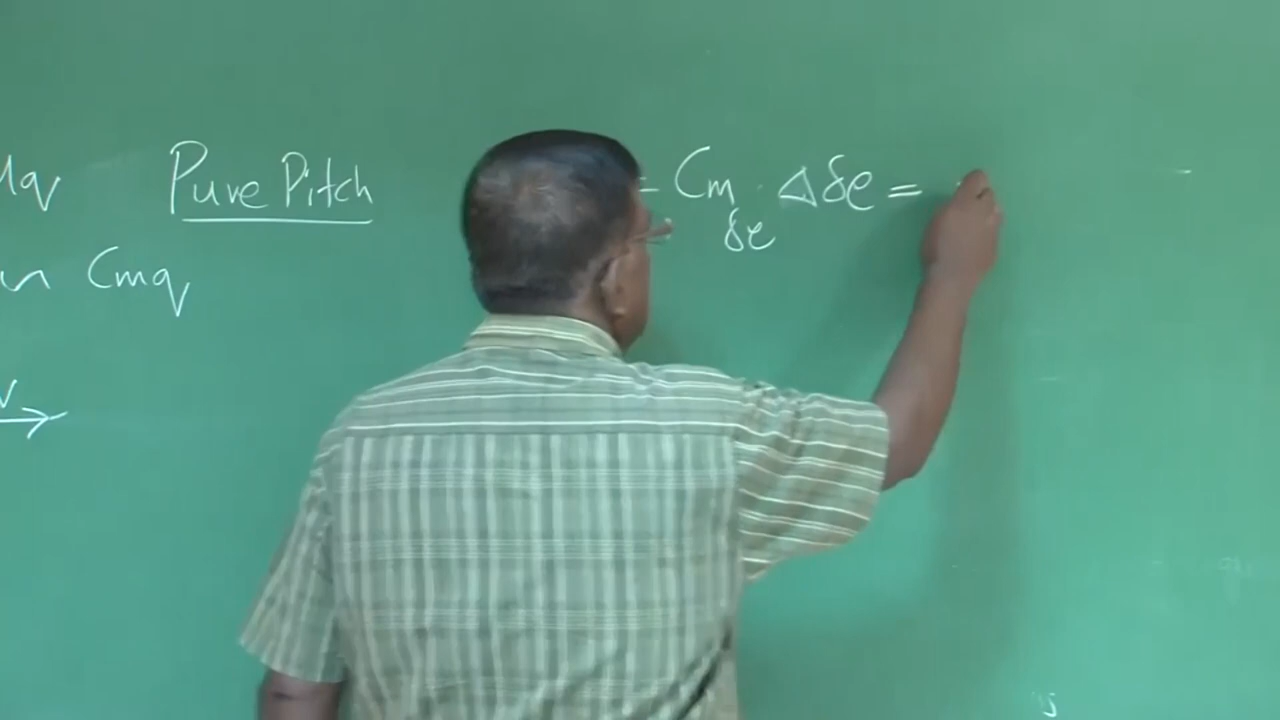 Mq Pure Pitch = Cm · Δδe =
δe
n Cmq
V